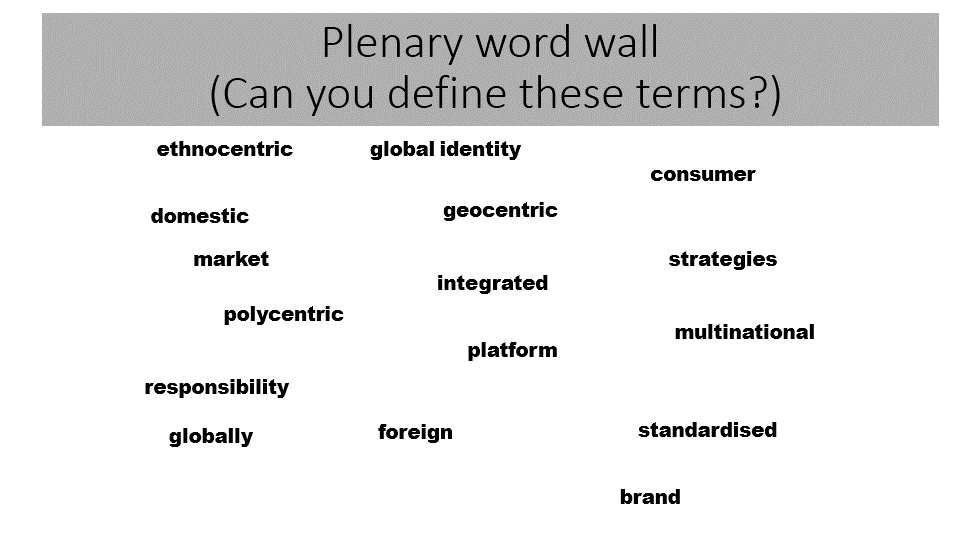 Plenary word wall
(Can you define these terms?)
ethnocentric
global identity
consumer
domestic
geocentric
market
strategies
integrated
polycentric
multinational
platform
responsibility
globally
foreign
standardised
brand